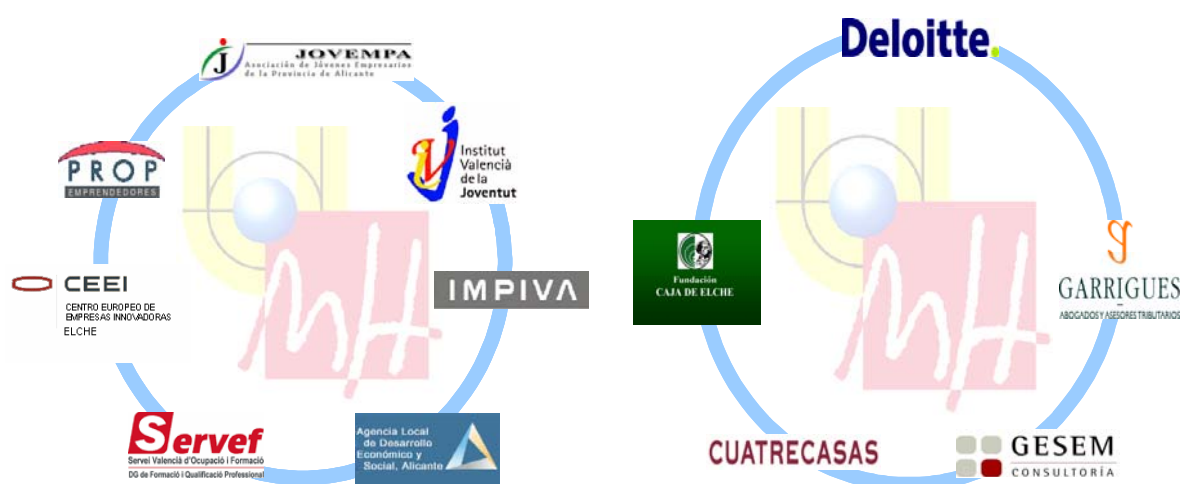 JOVEMPA
Asociación de Jóvenes Empresarios
de la Provincia de Alicante
PROP
EMPRENDEDORES
Institut
Valencià
de la
Joventut
CEEI
CENTRO EUROPEO DE
EMPRESAS INNOVADORAS
ELCHE
IMPIVA
Servef
Servei Valencià d'Ocupació i Formació
DG de Formació i Qualificació Professional
Agencia Local
de Desarrollo
Económico y
Social, Alicante
MH
Deloitte.
Fundación
CAJA DE ELCHE
GARRIGUES
ABOGADOS Y ASESORES TRIBUTARIOS
CUATRECASAS
GESEM
CONSULTORÍA
MH